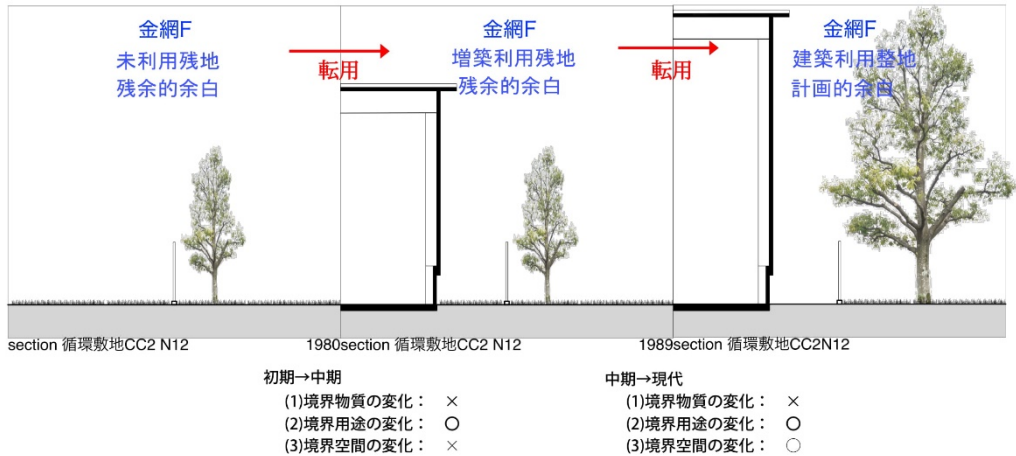 金網F
未利用残地
残余的余白
転用
金網F
増築利用残地
残余的余白
転用
金網F
建築利用整地
計画的余白
section 循環敷地CC2 N12
1980section 循環敷地CC2 N12
1989section 循環敷地CC2N12
初期→中期
(1)境界物質の変化： ×
(2)境界用途の変化： ○
(3)境界空間の変化： ×
中期→現代
(1)境界物質の変化： ×
(2)境界用途の変化： ○
(3)境界空間の変化： ○